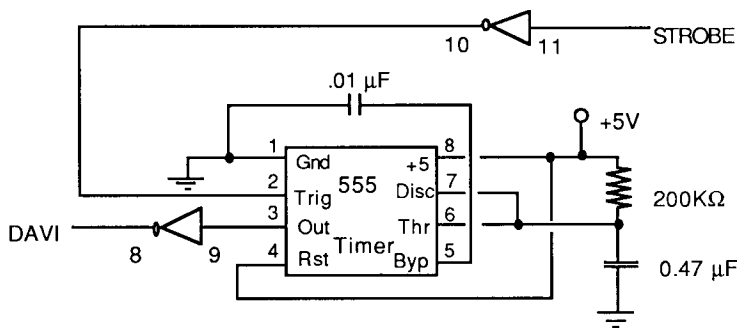 10 11 STROBE
.01 µF
+5V
1 Gnd 555 +5 8
2 Trig Disc 7
200KΩ
DAVI 8 9 3 Out Timer Thr 6
4 Rst Byp 5
0.47 µF